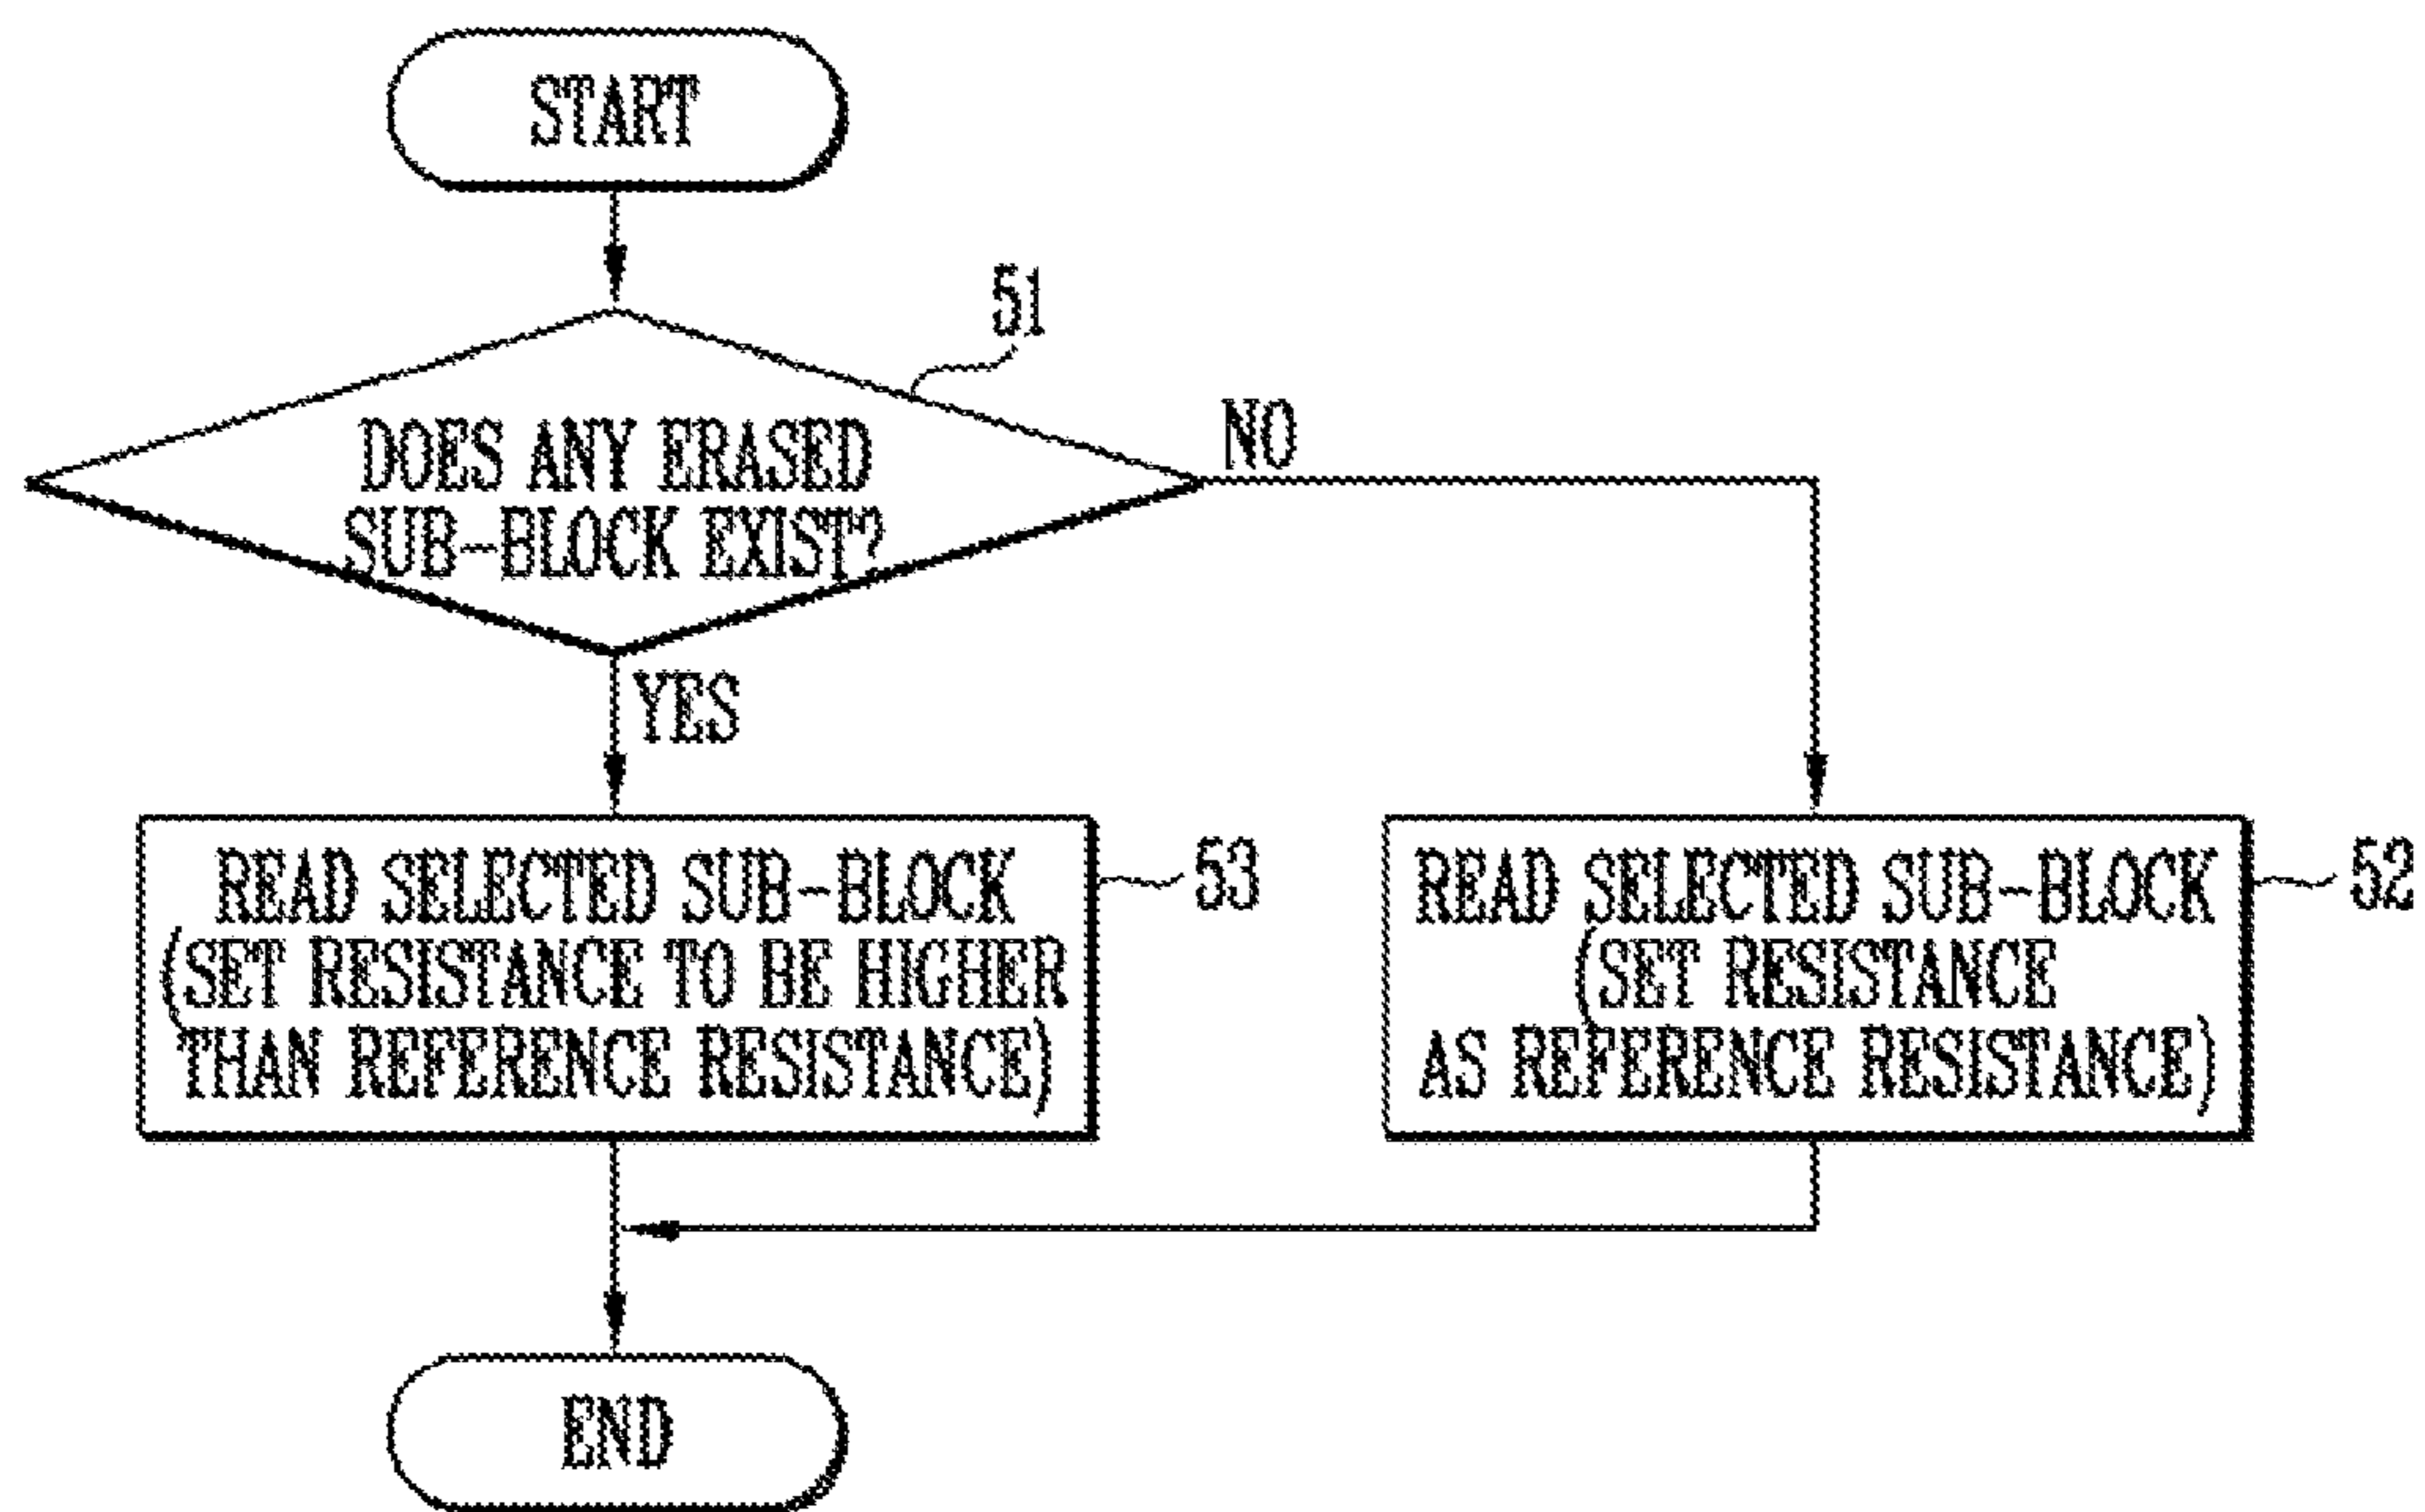 START
51
DOES ANY ERASED
SUB-BLOCK EXIST?
NO
YES
READ SELECTED SUB-BLOCK
(SET RESISTANCE TO BE HIGHER
THAN REFERENCE RESISTANCE)
53
READ SELECTED SUB-BLOCK
(SET RESISTANCE
AS REFERENCE RESISTANCE)
52
END